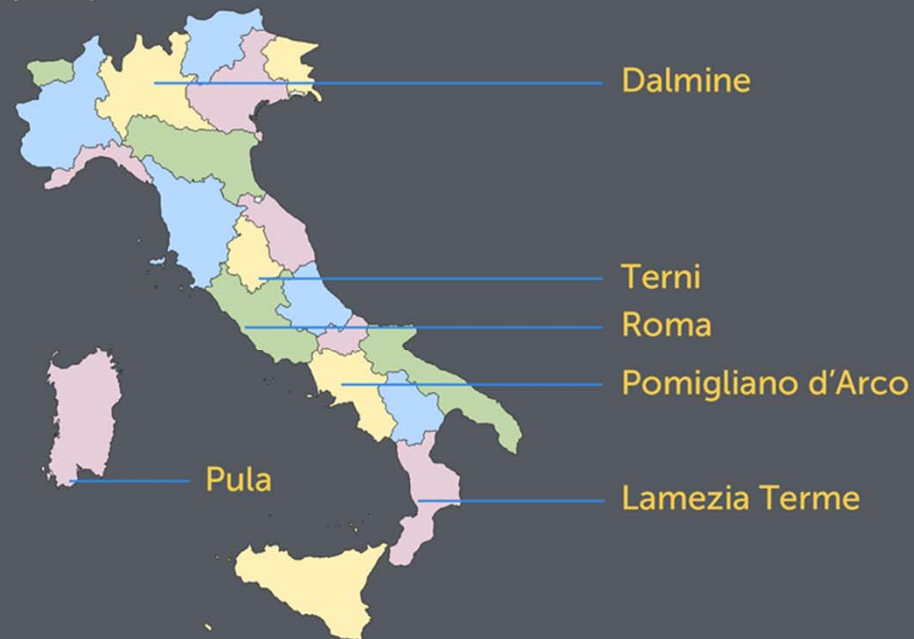 Dalmine
Terni
Roma
Pomigliano d'Arco
Pula
Lamezia Terme